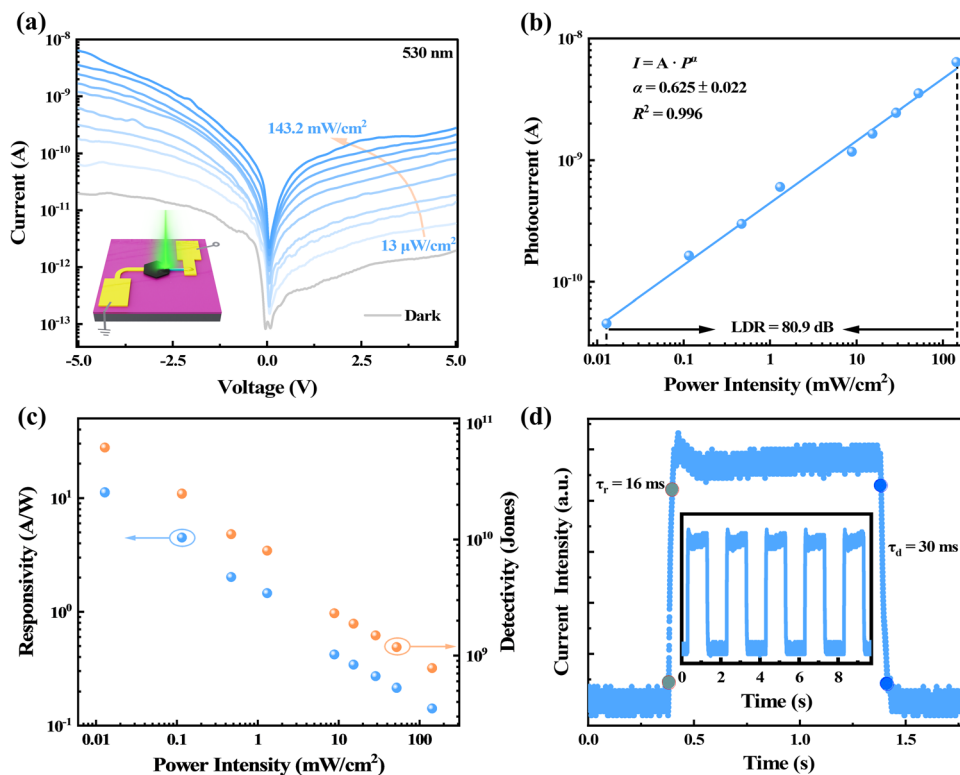 (a)
530 nm
143.2 mW/cm²
13 μW/cm²
Dark
Current (A)
10⁻⁸
10⁻⁹
10⁻¹⁰
10⁻¹¹
10⁻¹²
10⁻¹³
-5.0 -2.5 0.0 2.5 5.0
Voltage (V)
(b)
I = A · Pᵅ
α = 0.625 ± 0.022
R² = 0.996
LDR = 80.9 dB
Photocurrent (A)
10⁻⁸
10⁻⁹
10⁻¹⁰
0.01 0.1 1 10 100
Power Intensity (mW/cm²)
(c)
Responsivity (A/W)
10¹
10⁰
10⁻¹
10¹¹
10¹⁰
10⁹
Detectivity (Jones)
0.01 0.1 1 10 100
Power Intensity (mW/cm²)
(d)
τr = 16 ms
τd = 30 ms
Current Intensity (a.u.)
0 2 4 6 8
Time (s)
0.0 0.5 1.0 1.5
Time (s)